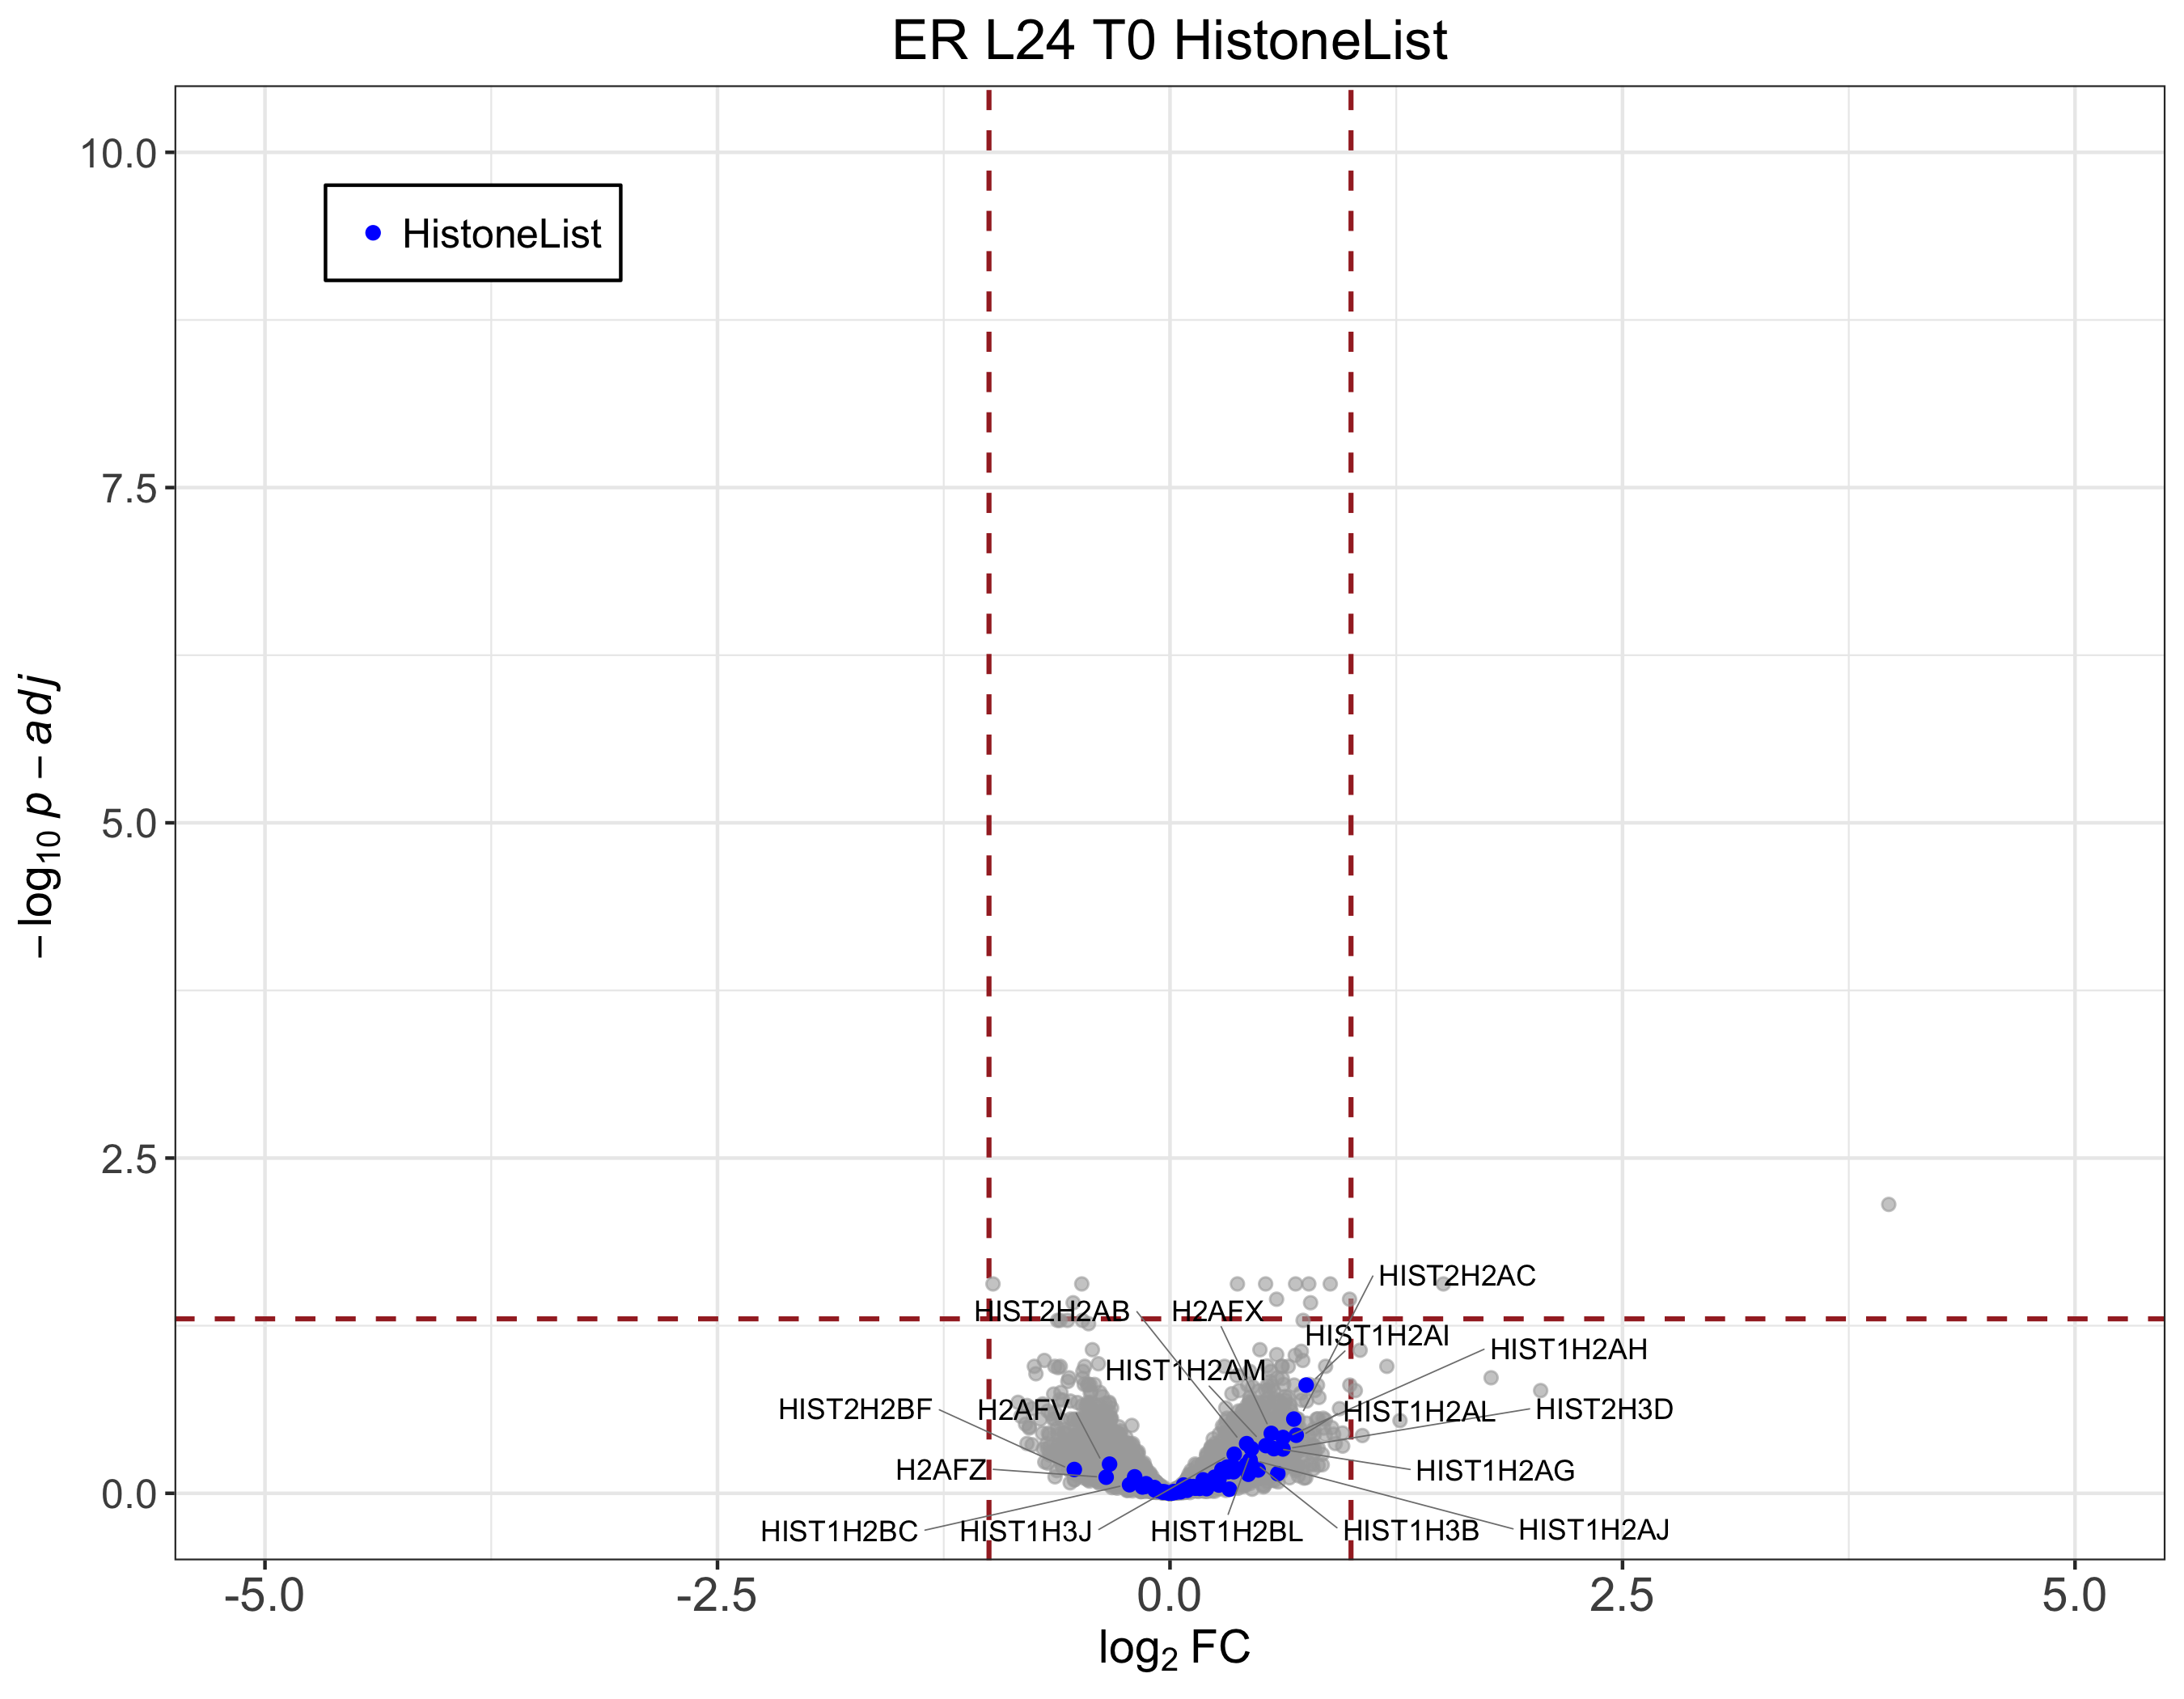 ER L24 T0 HistoneList
10.0
HistoneList
7.5
−log10 p − adj
5.0
2.5
HIST2H2AC
HIST2H2AB
H2AFX
HIST1H2AI
HIST1H2AH
HIST1H2AM
HIST2H2BF
H2AFV
HIST1H2AL
HIST2H3D
H2AFZ
HIST1H2AG
0.0
HIST1H2BC
HIST1H3J
HIST1H2BL
HIST1H3B
HIST1H2AJ
-5.0
-2.5
0.0
2.5
5.0
log2 FC